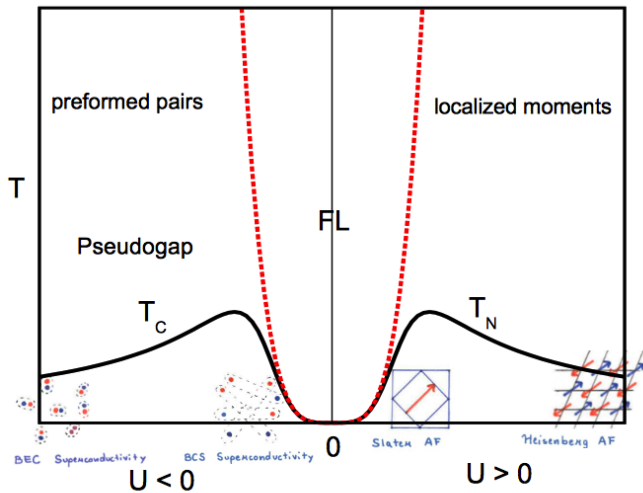 preformed pairs
localized moments
T
FL
Pseudogap
T_C
T_N
BEC Superconductivity
BCS Superconductivity
Slater AF
Heisenberg AF
0
U < 0
U > 0